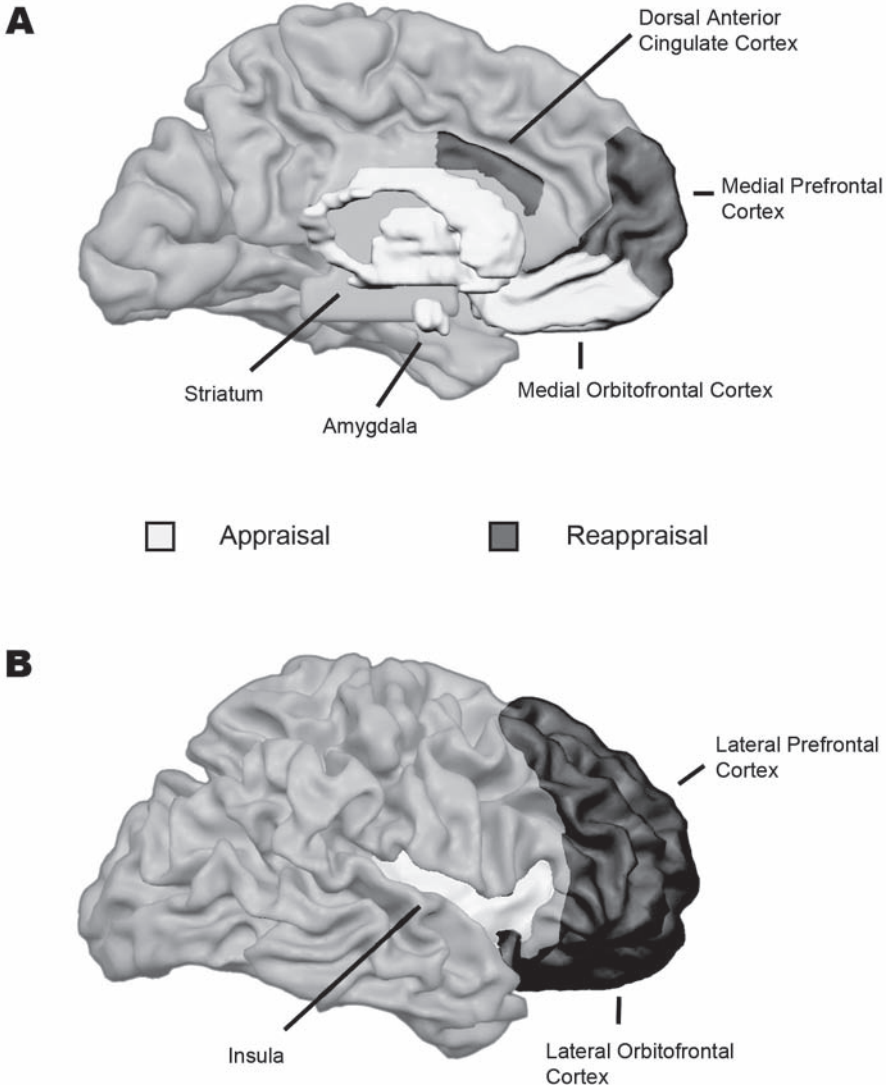 A
Dorsal Anterior
Cingulate Cortex
Medial Prefrontal
Cortex
Striatum
Medial Orbitofrontal Cortex
Amygdala
Appraisal
Reappraisal
B
Lateral Prefrontal
Cortex
Insula
Lateral Orbitofrontal
Cortex